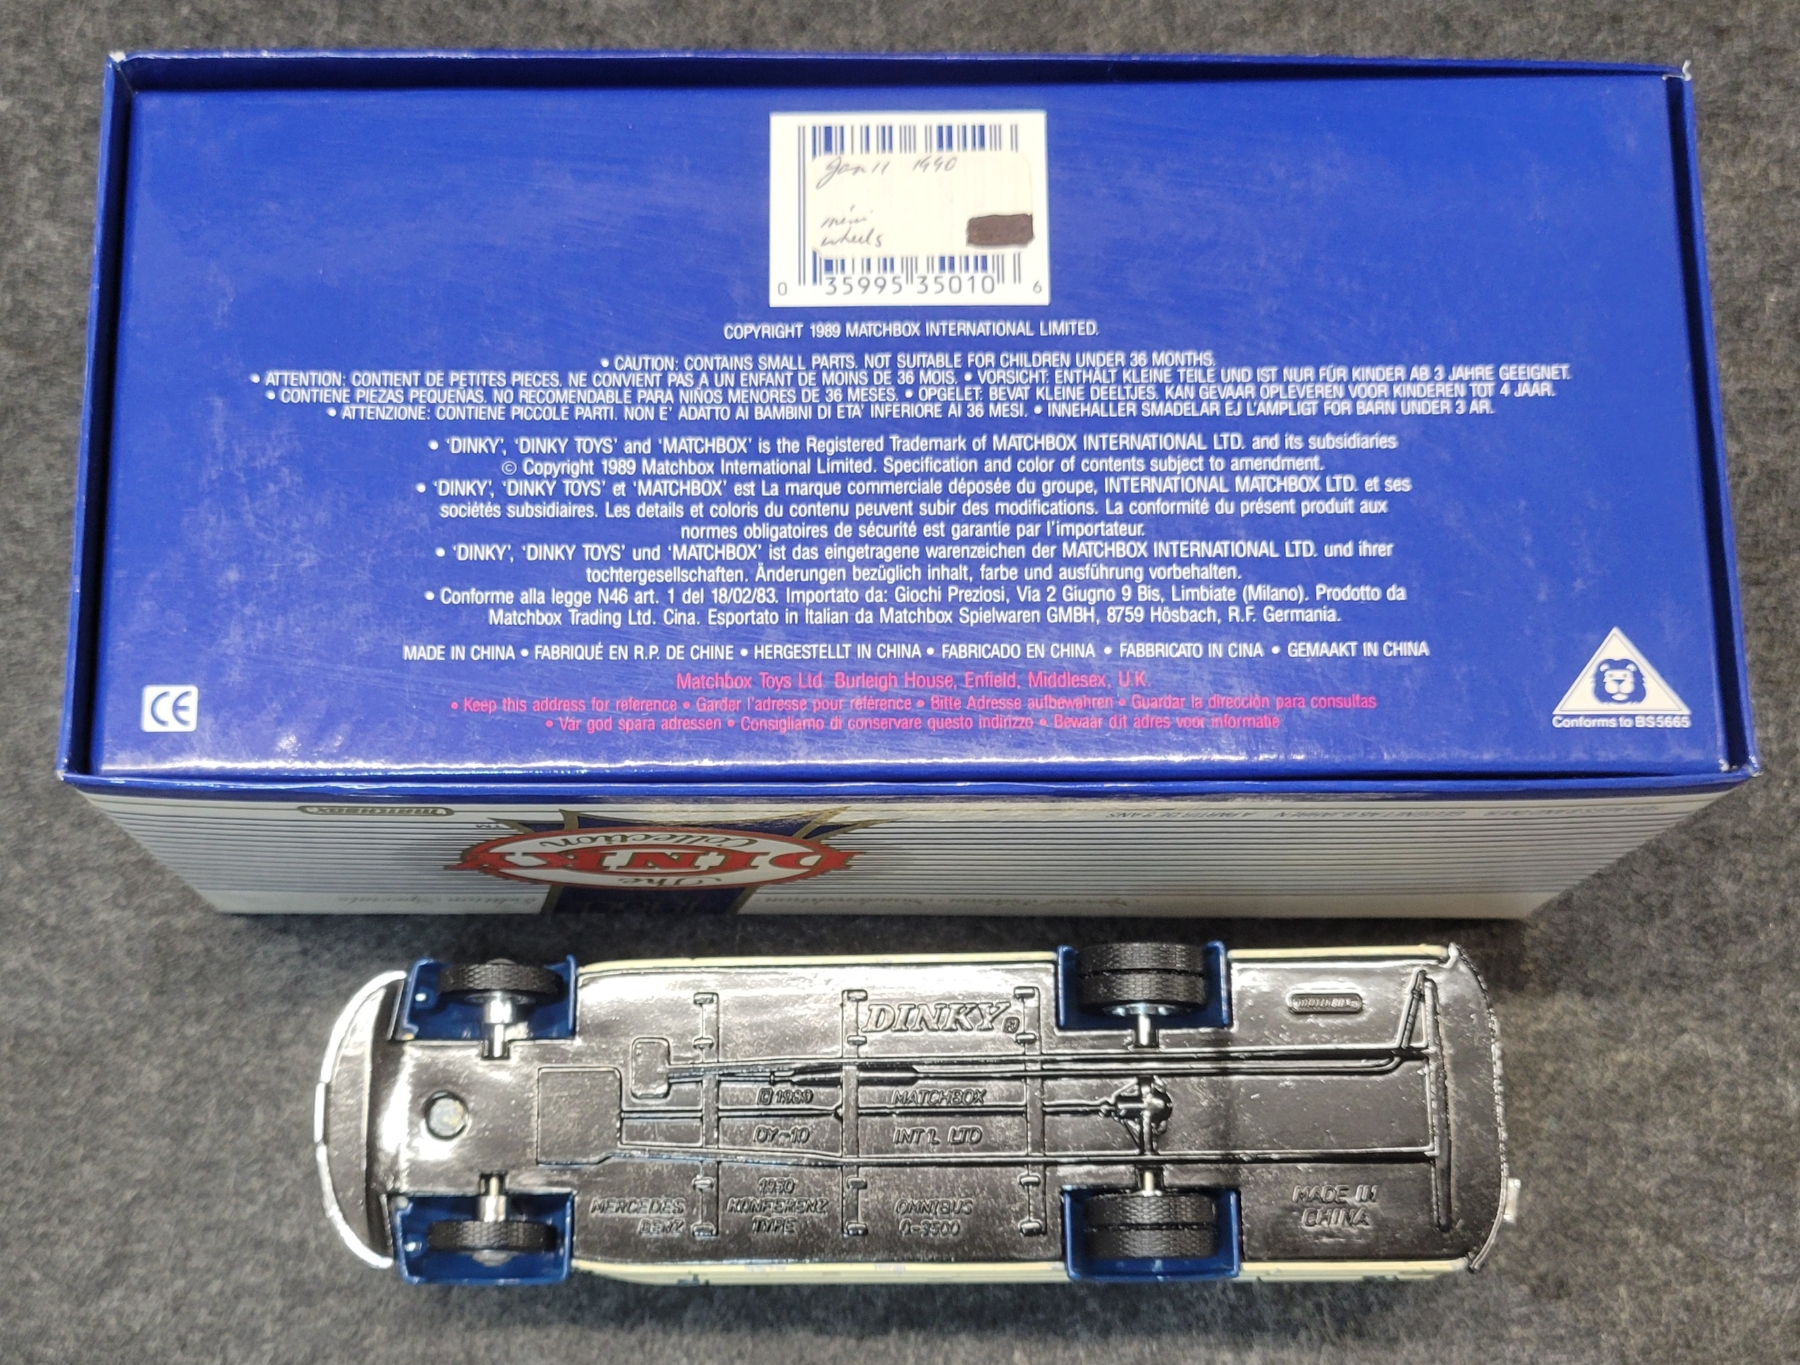 Jan 11 1990
mini
wheels
0 35995 35010 6
COPYRIGHT 1989 MATCHBOX INTERNATIONAL LIMITED.
• CAUTION: CONTAINS SMALL PARTS. NOT SUITABLE FOR CHILDREN UNDER 36 MONTHS.
• ATTENTION: CONTIENT DE PETITES PIECES. NE CONVIENT PAS A UN ENFANT DE MOINS DE 36 MOIS. • VORSICHT: ENTHÄLT KLEINE TEILE UND IST NUR FÜR KINDER AB 3 JAHRE GEEIGNET.
• CONTIENE PIEZAS PEQUEÑAS. NO RECOMENDABLE PARA NIÑOS MENORES DE 36 MESES. • OPGELET: BEVAT KLEINE DEELTJES. KAN GEVAAR OPLEVEREN VOOR KINDEREN TOT 4 JAAR.
• ATTENZIONE: CONTIENE PICCOLE PARTI. NON E' ADATTO AI BAMBINI DI ETA' INFERIORE AI 36 MESI. • INNEHALLER SMADELAR EJ L'AMPLIGT FOR BARN UNDER 3 AR.
• 'DINKY', 'DINKY TOYS' and 'MATCHBOX' is the Registered Trademark of MATCHBOX INTERNATIONAL LTD. and its subsidiaries
© Copyright 1989 Matchbox International Limited. Specification and color of contents subject to amendment.
• 'DINKY', 'DINKY TOYS' et 'MATCHBOX' est La marque commerciale déposée du groupe, INTERNATIONAL MATCHBOX LTD. et ses
sociétés subsidiaires. Les details et coloris du contenu peuvent subir des modifications. La conformité du présent produit aux
normes obligatoires de sécurité est garantie par l'importateur.
• 'DINKY', 'DINKY TOYS' und 'MATCHBOX' ist das eingetragene warenzeichen der MATCHBOX INTERNATIONAL LTD. und ihrer
tochtergesellschaften. Änderungen bezüglich inhalt, farbe und ausführung vorbehalten.
• Conforme alla legge N46 art. 1 del 18/02/83. Importato da: Giochi Preziosi, Via 2 Giugno 9 Bis, Limbiate (Milano). Prodotto da
Matchbox Trading Ltd. Cina. Esportato in Italian da Matchbox Spielwaren GMBH, 8759 Hösbach, R.F. Germania.
MADE IN CHINA • FABRIQUÉ EN R.P. DE CHINE • HERGESTELLT IN CHINA • FABRICADO EN CHINA • FABBRICATO IN CINA • GEMAAKT IN CHINA
Matchbox Toys Ltd Burleigh House, Enfield, Middlesex, U.K.
• Keep this address for reference • Garder l'adresse pour référence • Bitte Adresse aufbewahren • Guardar la dirección para consultas
• Vár god spara adressen • Consigliamo di conservare questo indirizzo • Bewaar dit adres voor informatie
CE
Conforms to BS5665
MATCHBOX
The
DINKY
Collection
TM
DINKY ®
MATCHBOX
© 1989 MATCHBOX
DY-10 INT'L LTD
MERCEDES
BENZ
1950
KONFERENZ
TYPE
OMNIBUS
0-3500
MADE IN
CHINA